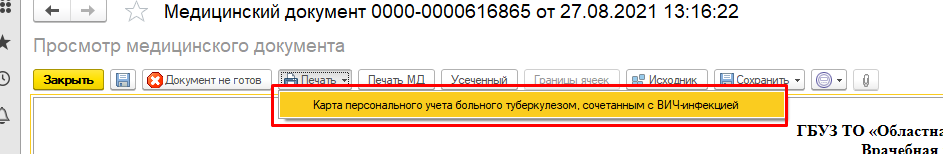 Медицинский документ 0000-0000616865 от 27.08.2021 13:16:22
Просмотр медицинского документа
Закрыть Документ не готов Печать Печать МД Усеченный Границы ячеек Исходник Сохранить
Карта персонального учета больного туберкулезом, сочетанным с ВИЧ-инфекцией
ГБУЗ ТО «Областна
Врачебная